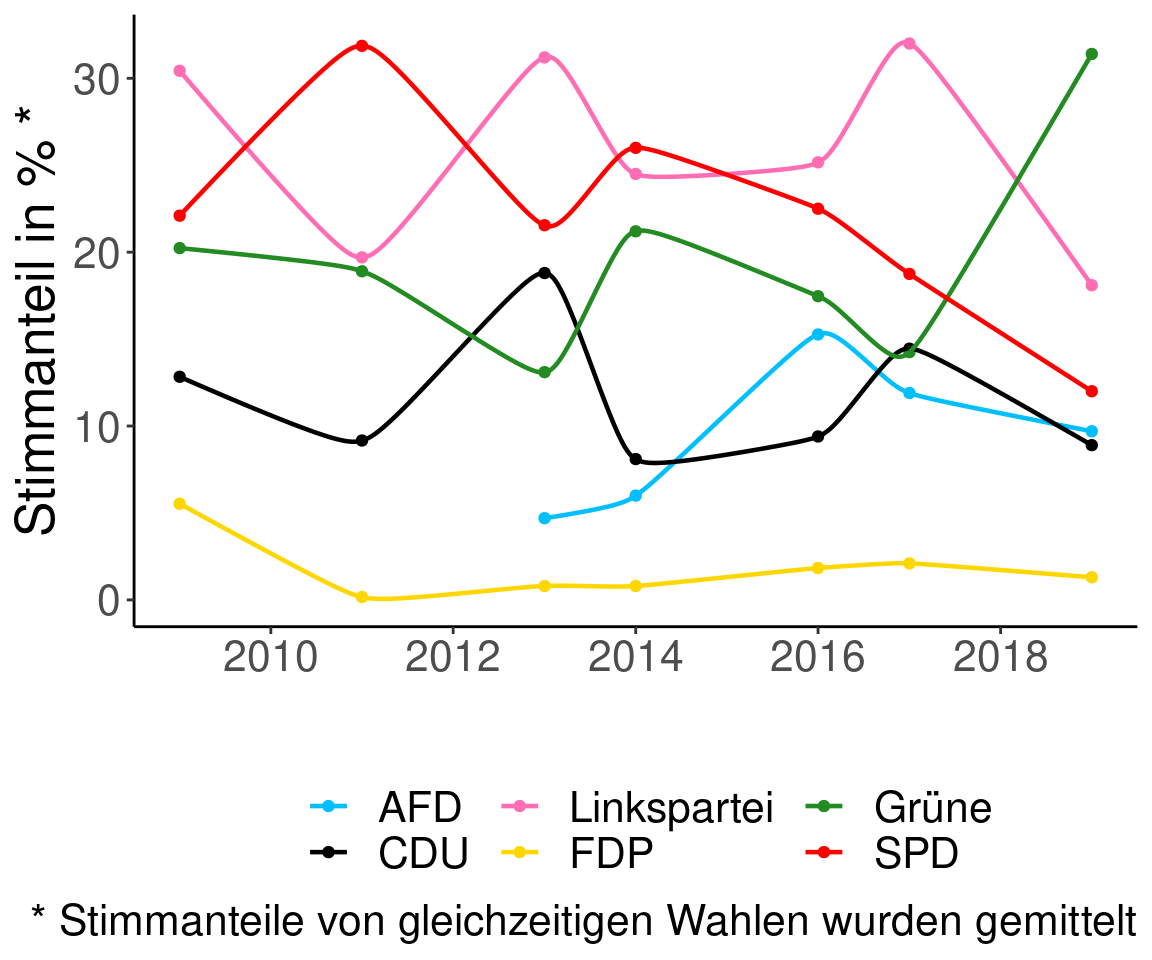 Stimmanteil in % *
30
20
10
0
2010 2012 2014 2016 2018
AFD Linkspartei Grüne
CDU FDP SPD
* Stimmanteile von gleichzeitigen Wahlen wurden gemittelt